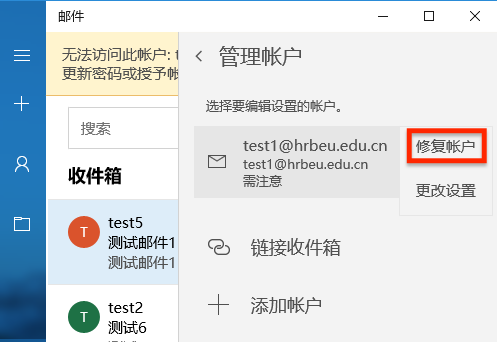 邮件
无法访问此帐户: t
更新密码或授予帐
搜索
收件箱
T
test5
测试邮件1
测试邮件1
T
test2
测试6
管理帐户
选择要编辑设置的帐户。
test1@hrbeu.edu.cn
test1@hrbeu.edu.cn
需注意
修复帐户
更改设置
链接收件箱
添加帐户